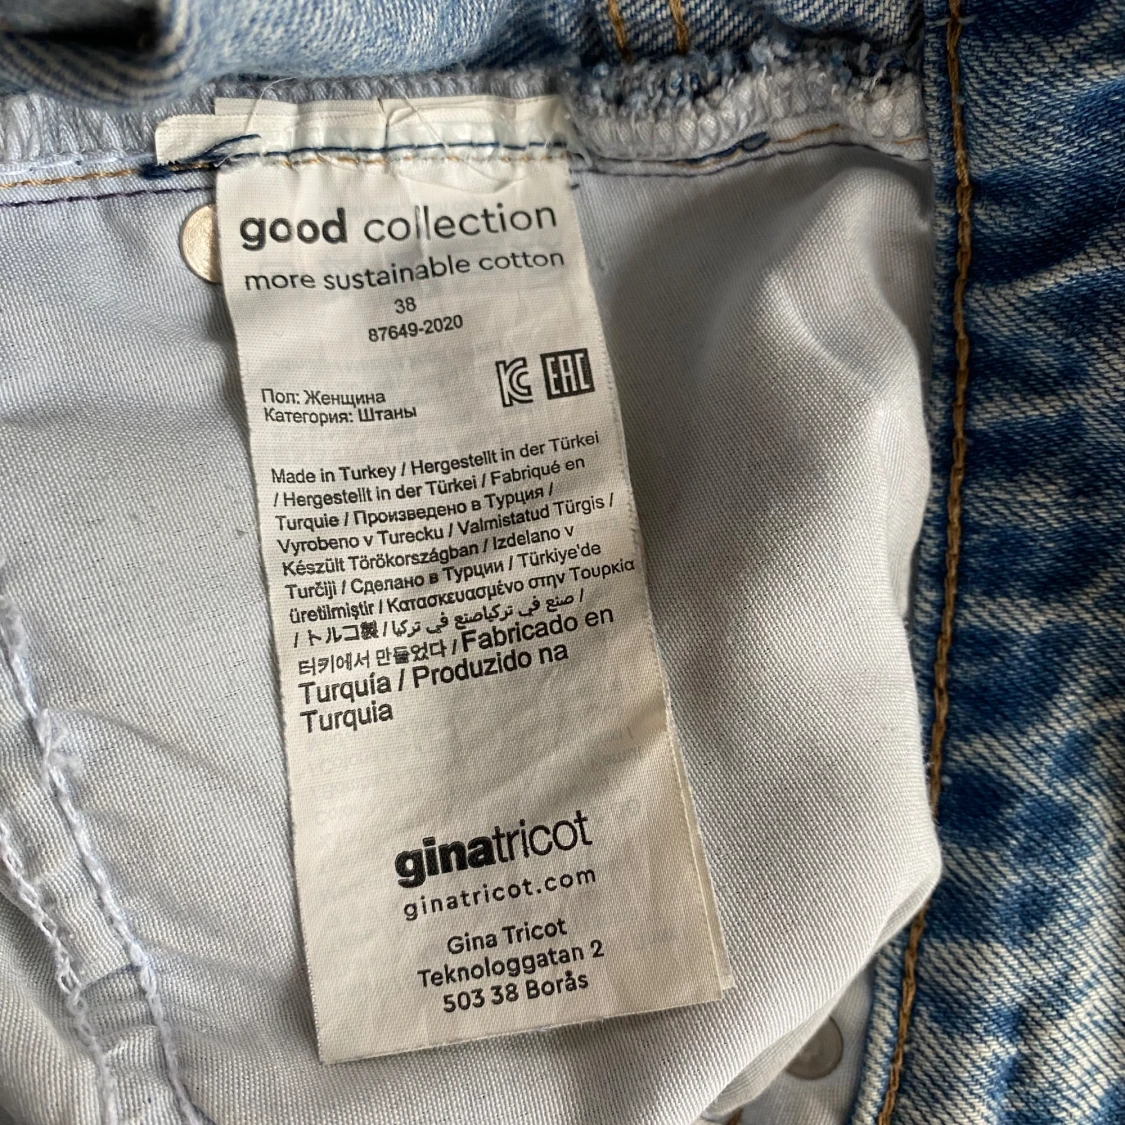 good collection
more sustainable cotton
38
87649-2020
EAC
Пол: Женщина
Категория: Штаны
Made in Turkey / Hergestellt in der Türkei
/ Hergestellt in der Türkei / Fabriqué en
Turquie / Произведено в Турция /
Vyrobeno v Turecku / Valmistatud Türgis /
Készült Törökországban / Izdelano v
Turčiji / Сделано в Турции / Türkiye'de
üretilmiştir / Κατασκευασμένο στην Τουρκία
/ トルコ製 / صنع في تركياصنع في تركيا /
터키에서 만들었다 / Fabricado en
Turquía / Produzido na
Turquia
ginatricot
ginatricot.com
Gina Tricot
Teknologgatan 2
503 38 Borås